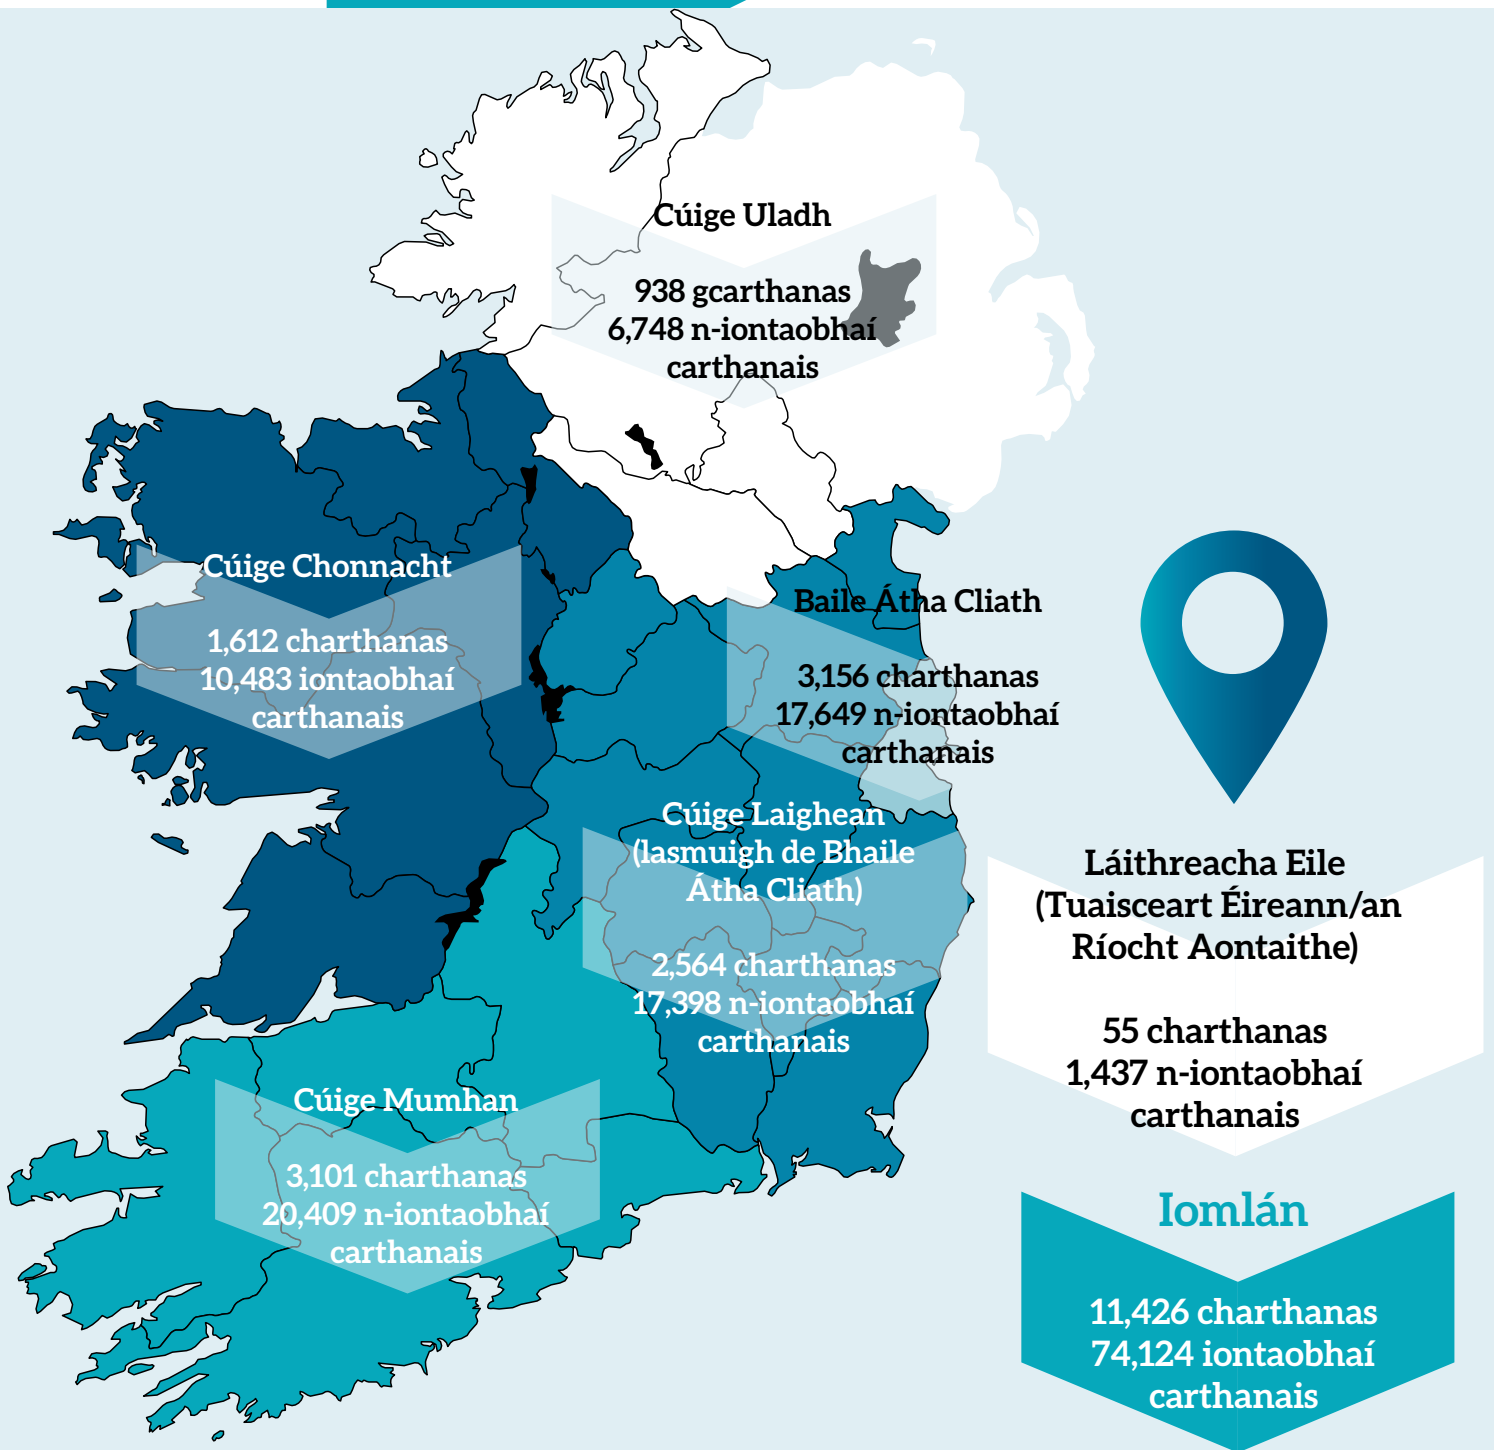 Cúige Uladh
938 gcarthanas
6,748 n-iontaobhaí
carthanais
Cúige Chonnacht
1,612 charthanas
10,483 iontaobhaí
carthanais
Baile Átha Cliath
3,156 charthanas
17,649 n-iontaobhaí
carthanais
Cúige Laighean
(lasmuigh de Bhaile
Átha Cliath)
2,564 charthanas
17,398 n-iontaobhaí
carthanais
Cúige Mumhan
3,101 charthanas
20,409 n-iontaobhaí
carthanais
Láithreacha Eile
(Tuaisceart Éireann/an
Ríocht Aontaithe)
55 charthanas
1,437 n-iontaobhaí
carthanais
Iomlán
11,426 charthanas
74,124 iontaobhaí
carthanais